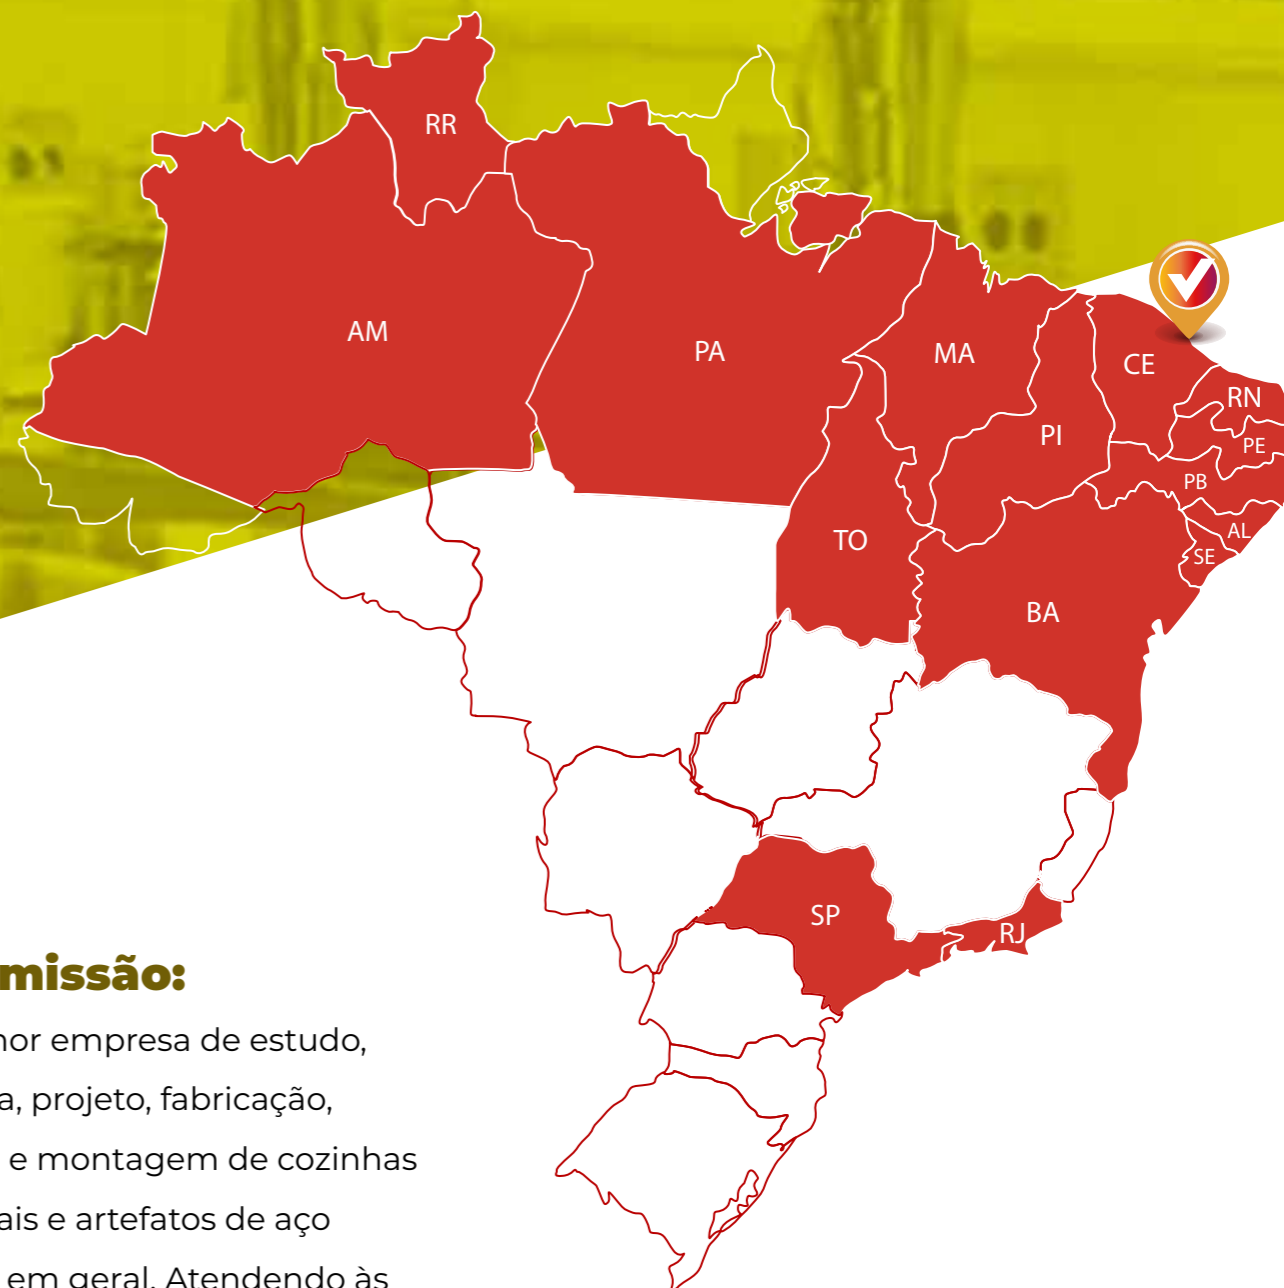 RR
AM
PA
MA
CE
RN
PI
PE
PB
TO
AL
SE
BA
SP
RJ
missão:
hor empresa de estudo,
a, projeto, fabricação,
e montagem de cozinhas
ais e artefatos de aço
em geral. Atendendo às